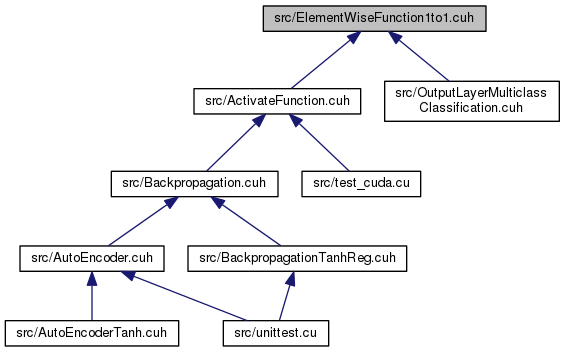 src/ElementWiseFunction1to1.cuh
src/ActivateFunction.cuh
src/OutputLayerMulticlass
Classification.cuh
src/Backpropagation.cuh
src/test_cuda.cu
src/AutoEncoder.cuh
src/BackpropagationTanhReg.cuh
src/AutoEncoderTanh.cuh
src/unittest.cu